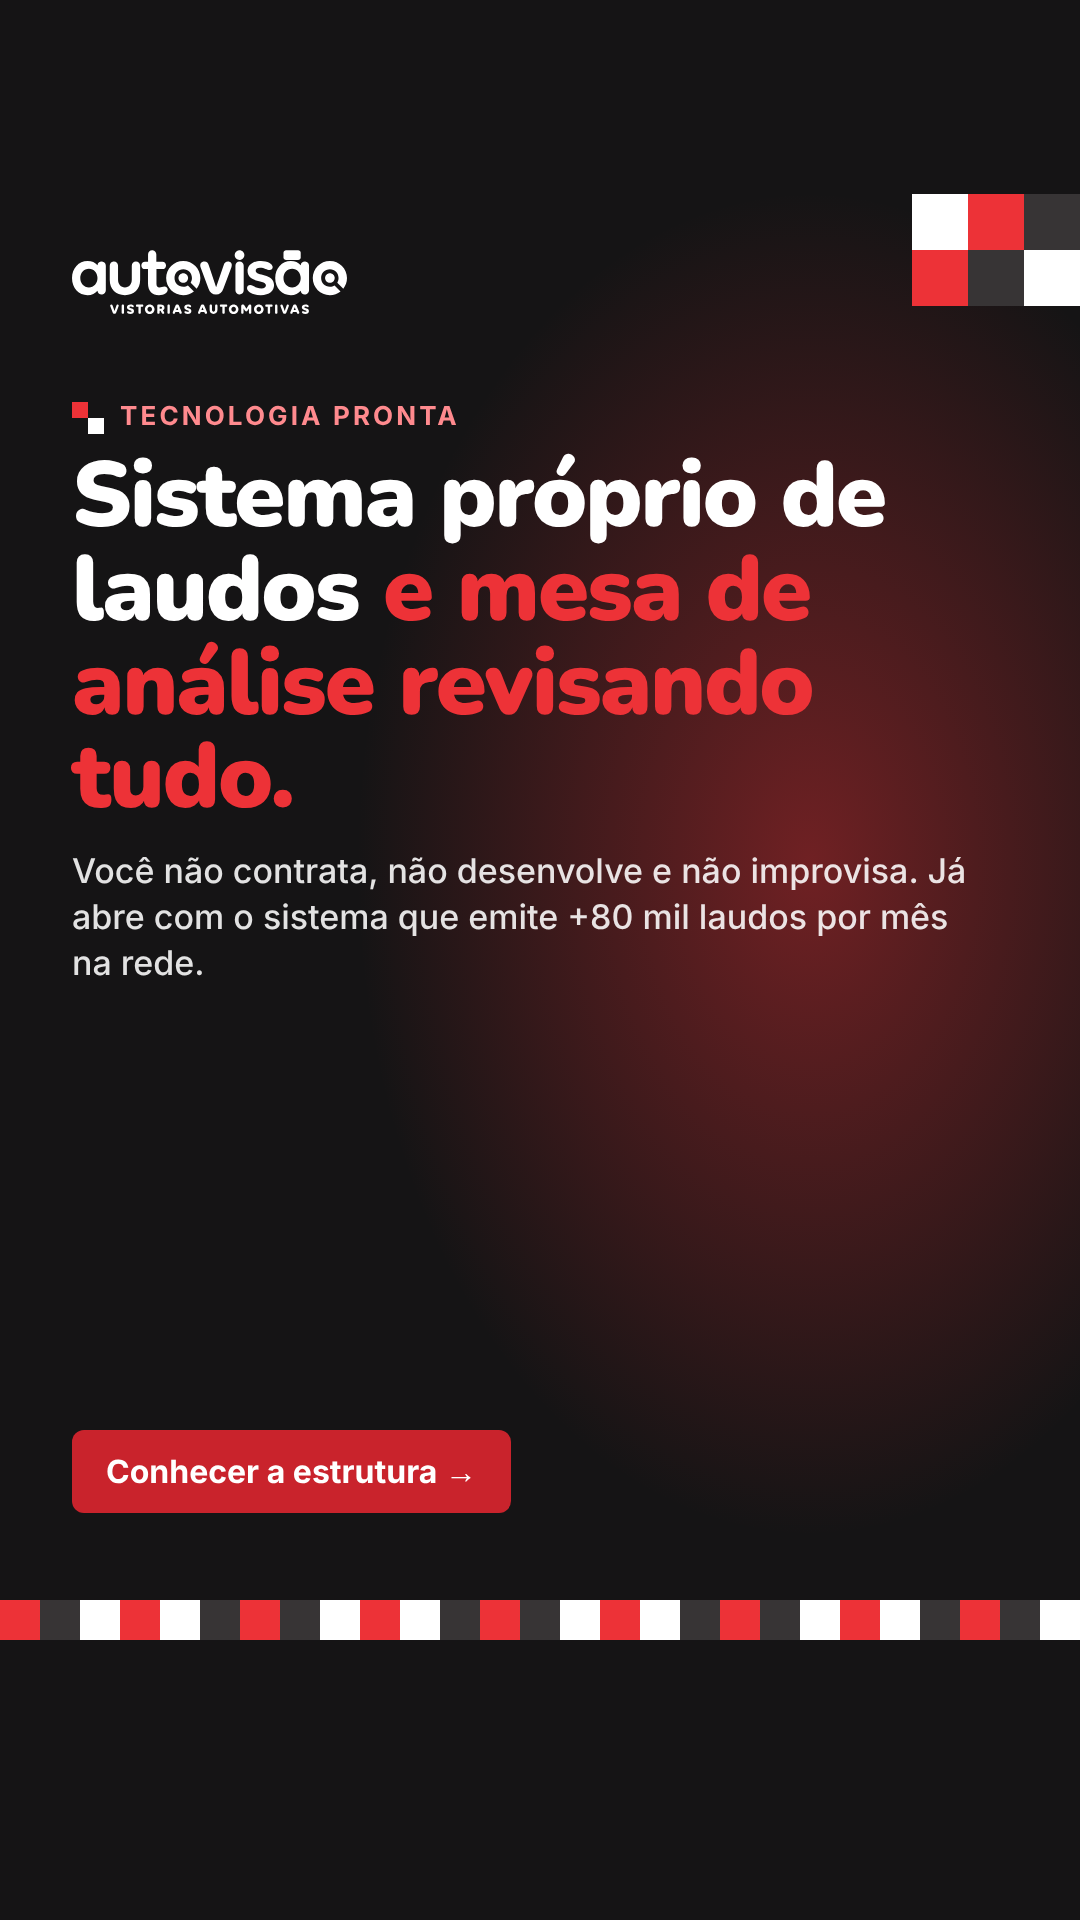 autovisão
VISTORIAS AUTOMOTIVAS
TECNOLOGIA PRONTA
Sistema próprio de
laudos e mesa de
análise revisando
tudo.
Você não contrata, não desenvolve e não improvisa. Já
abre com o sistema que emite +80 mil laudos por mês
na rede.
Conhecer a estrutura →